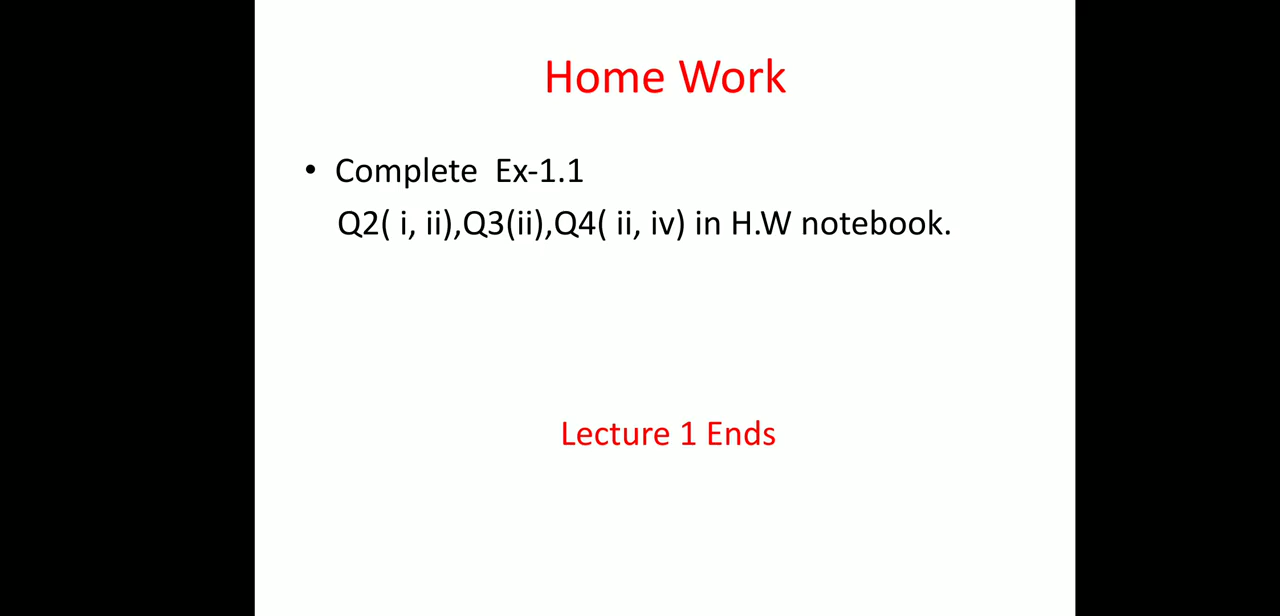 Home Work
• Complete Ex-1.1
Q2( i, ii),Q3(ii),Q4( ii, iv) in H.W notebook.
Lecture 1 Ends